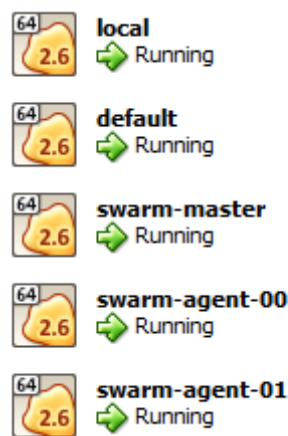 64
2.6
local
Running
64
2.6
default
Running
64
2.6
swarm-master
Running
64
2.6
swarm-agent-00
Running
64
2.6
swarm-agent-01
Running